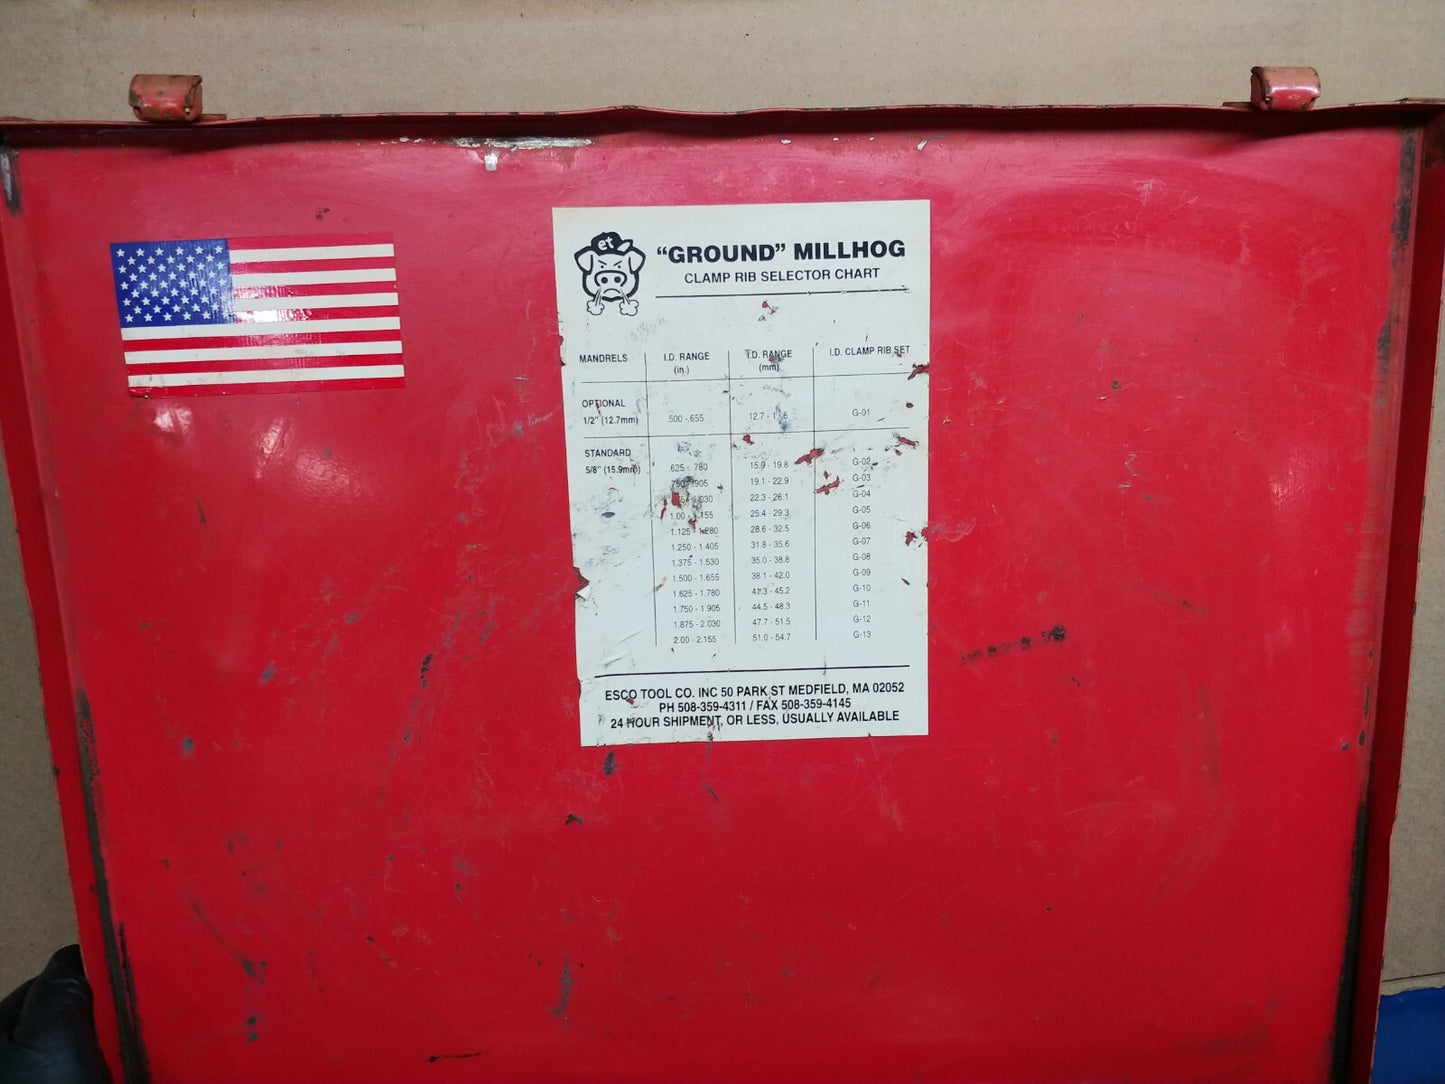 et
“GROUND” MILLHOG
CLAMP RIB SELECTOR CHART
MANDRELS I.D. RANGE (in.) I.D. RANGE (mm) I.D. CLAMP RIB SET
OPTIONAL
1/2" (12.7mm) .500 -.655 12.7 - G-01
STANDARD
5/8" (15.9mm) .625 - .780 15.9 - 19.8 G-02
19.1 - 22.9 G-03
22.3 - 26.1 G-04
25.4 - 29.3 G-05
1.125 - 1.280 28.6 - 32.5 G-06
1.250 - 1.405 31.8 - 35.6 G-07
1.375 - 1.530 35.0 - 38.8 G-08
1.500 - 1.655 38.1 - 42.0 G-09
1.625 - 1.780 41.3 - 45.2 G-10
1.750 - 1.905 44.5 - 48.3 G-11
1.875 - 2.030 47.7 - 51.5 G-12
2.00 - 2.155 51.0 - 54.7 G-13
ESCO TOOL CO. INC 50 PARK ST MEDFIELD, MA 02052
PH 508-359-4311 / FAX 508-359-4145
24 HOUR SHIPMENT, OR LESS, USUALLY AVAILABLE